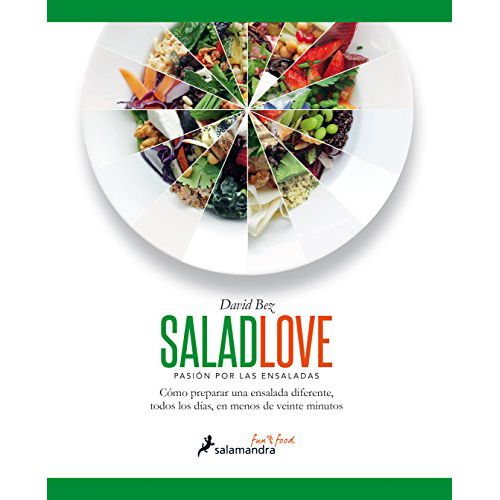 David Bez
SALADLOVE
PASIÓN POR LAS ENSALADAS
Cómo preparar una ensalada diferente,
todos los días, en menos de veinte minutos
fun & food
salamandra